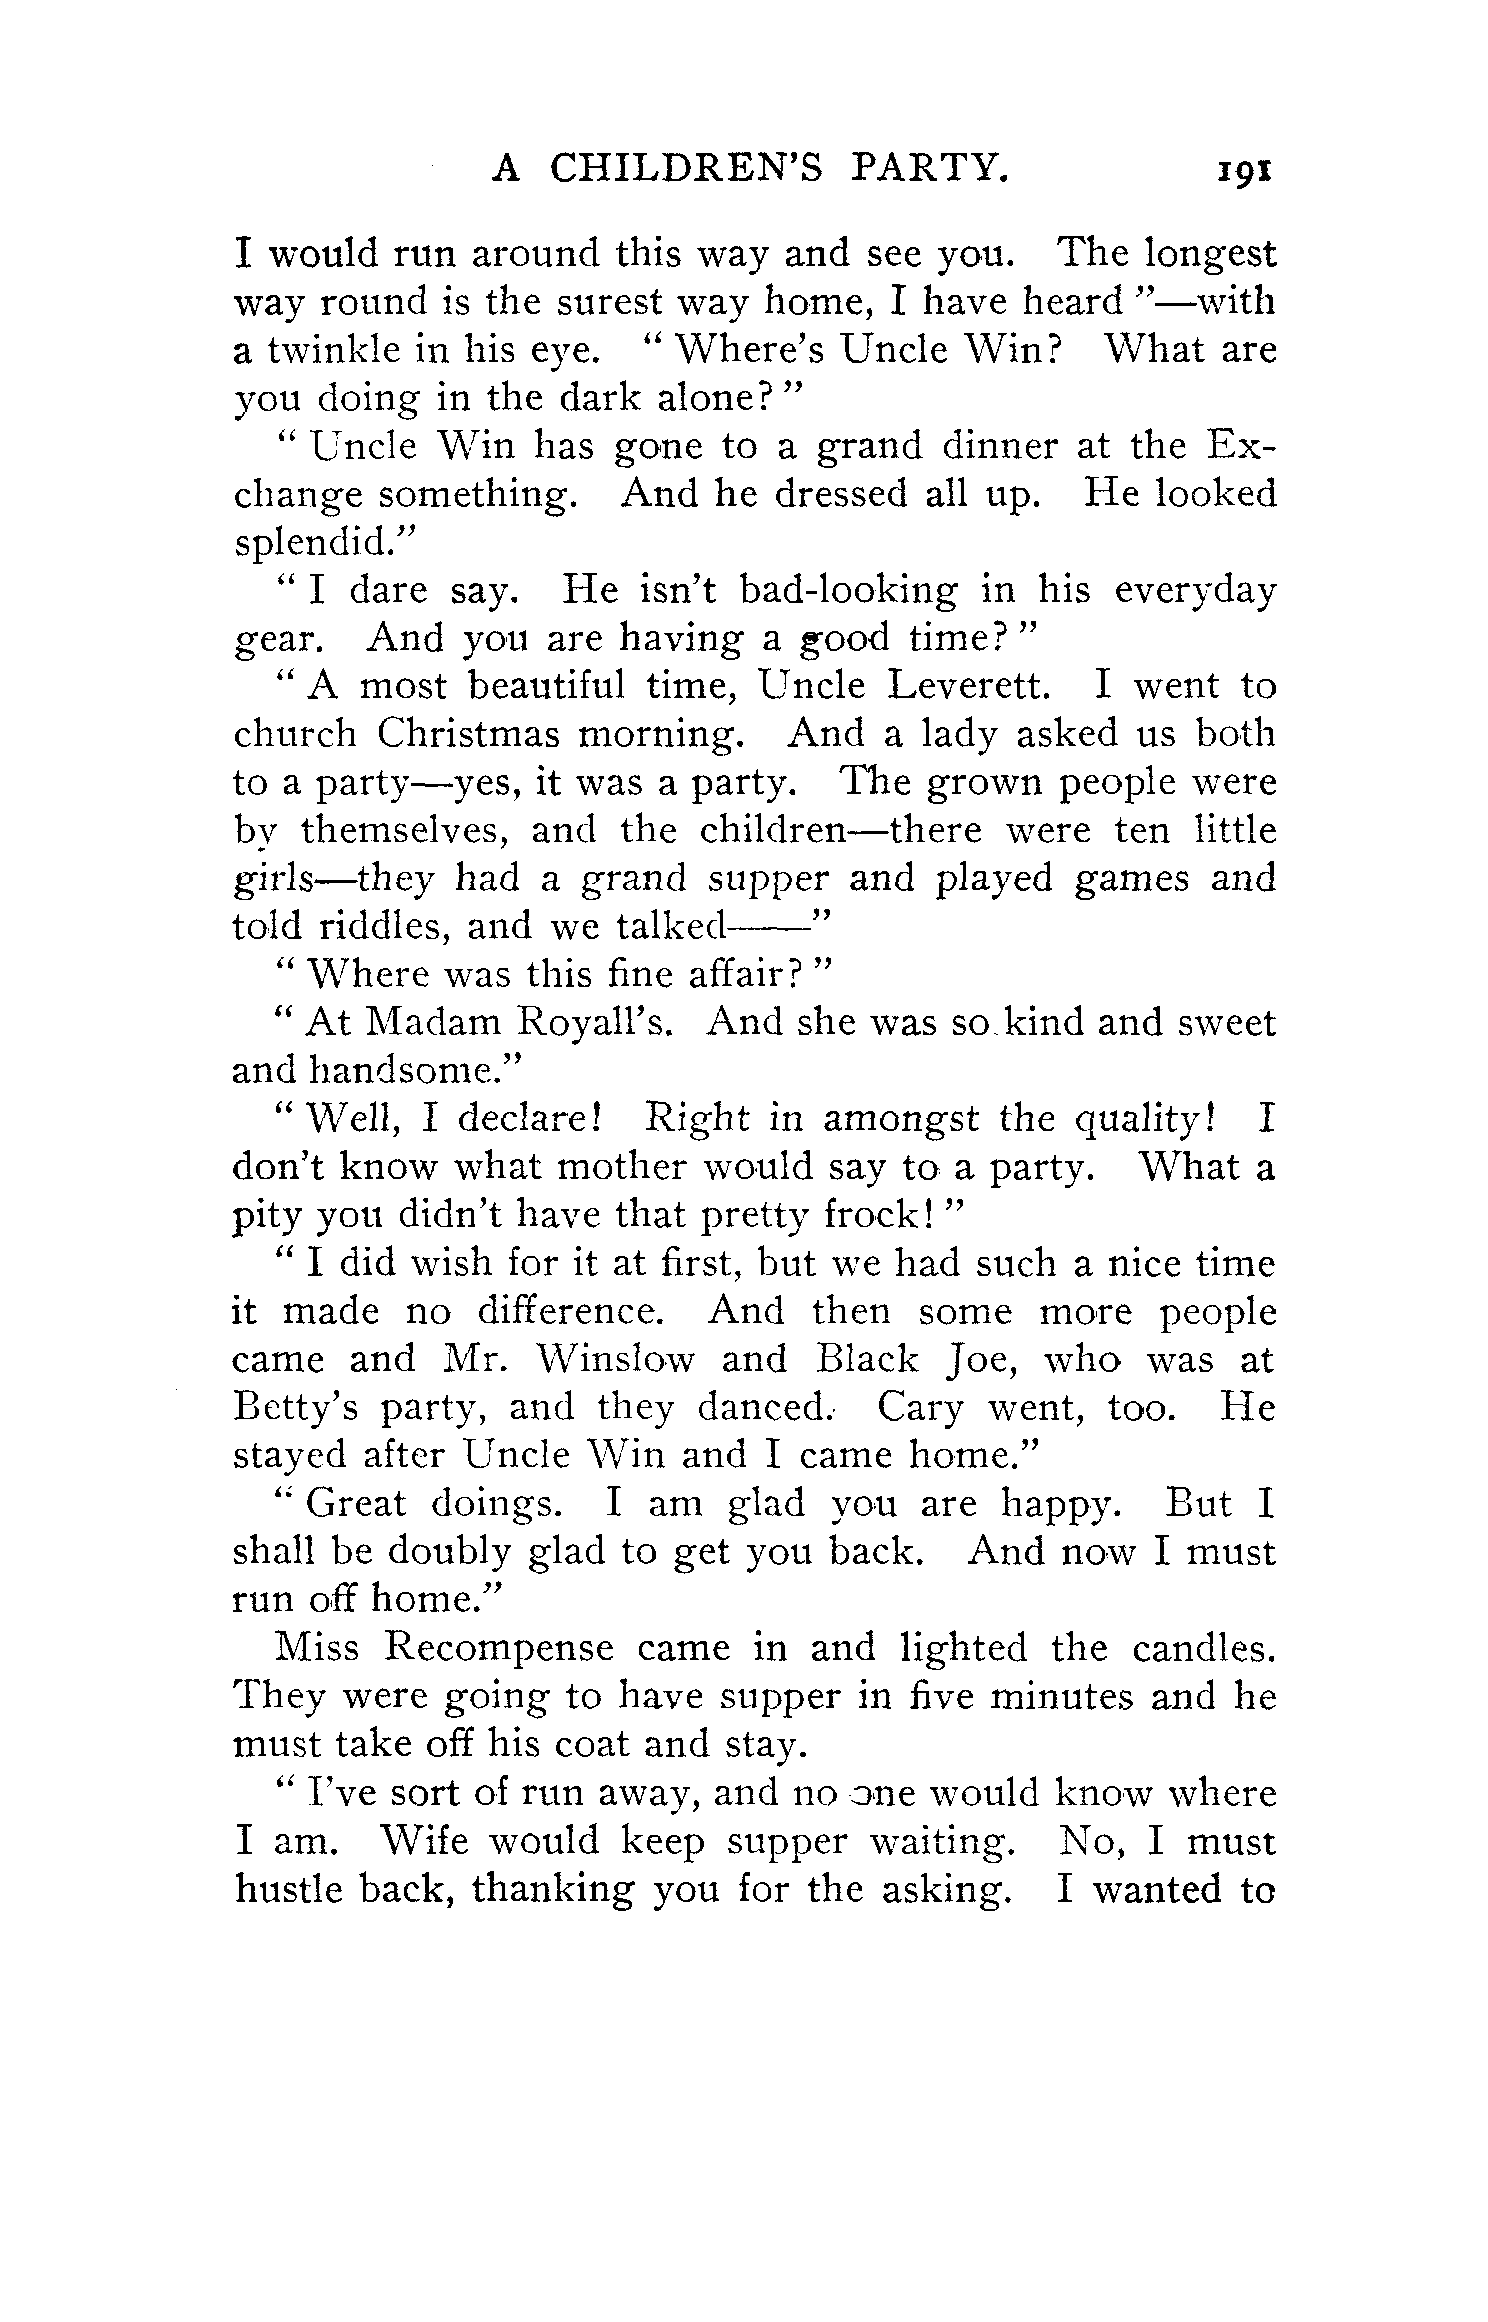 A CHILDREN'S PARTY. 191
I would run around this way and see you. The longest
way round is the surest way home, I have heard "—with
a twinkle in his eye. " Where's Uncle Win? What are
you doing in the dark alone? "
" Uncle Win has gone to a grand dinner at the Ex-
change something. And he dressed all up. He looked
splendid."
" I dare say. He isn't bad-looking in his everyday
gear. And you are having a good time? "
" A most beautiful time, Uncle Leverett. I went to
church Christmas morning. And a lady asked us both
to a party—yes, it was a party. The grown people were
by themselves, and the children—there were ten little
girls—they had a grand supper and played games and
told riddles, and we talked——"
" Where was this fine affair? "
" At Madam Royall's. And she was so kind and sweet
and handsome."
" Well, I declare! Right in amongst the quality! I
don't know what mother would say to a party. What a
pity you didn't have that pretty frock! "
" I did wish for it at first, but we had such a nice time
it made no difference. And then some more people
came and Mr. Winslow and Black Joe, who was at
Betty's party, and they danced. Cary went, too. He
stayed after Uncle Win and I came home."
" Great doings. I am glad you are happy. But I
shall be doubly glad to get you back. And now I must
run off home."
Miss Recompense came in and lighted the candles.
They were going to have supper in five minutes and he
must take off his coat and stay.
" I've sort of run away, and no one would know where
I am. Wife would keep supper waiting. No, I must
hustle back, thanking you for the asking. I wanted to